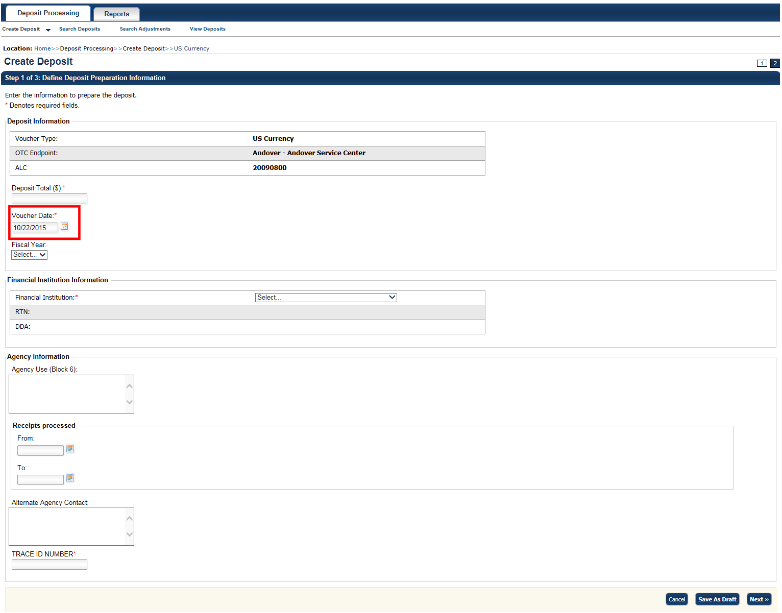 Deposit Processing Reports
Create Deposit Search Deposits Search Adjustments View Deposits
Location: Home>>Deposit Processing>>Create Deposit>>US Currency
Create Deposit
1 2
Step 1 of 3: Define Deposit Preparation Information
Enter the information to prepare the deposit.
* Denotes required fields.
Deposit Information
Voucher Type: US Currency
OTC Endpoint: Andover - Andover Service Center
ALC 20090800
Deposit Total ($):*
Voucher Date:*
10/22/2015
Fiscal Year:
Select...
Financial Institution Information
Financial Institution:* Select...
RTN:
DDA:
Agency Information
Agency Use (Block 6):
Receipts processed
From:
To:
Alternate Agency Contact
TRACE ID NUMBER*
Cancel Save As Draft Next >>